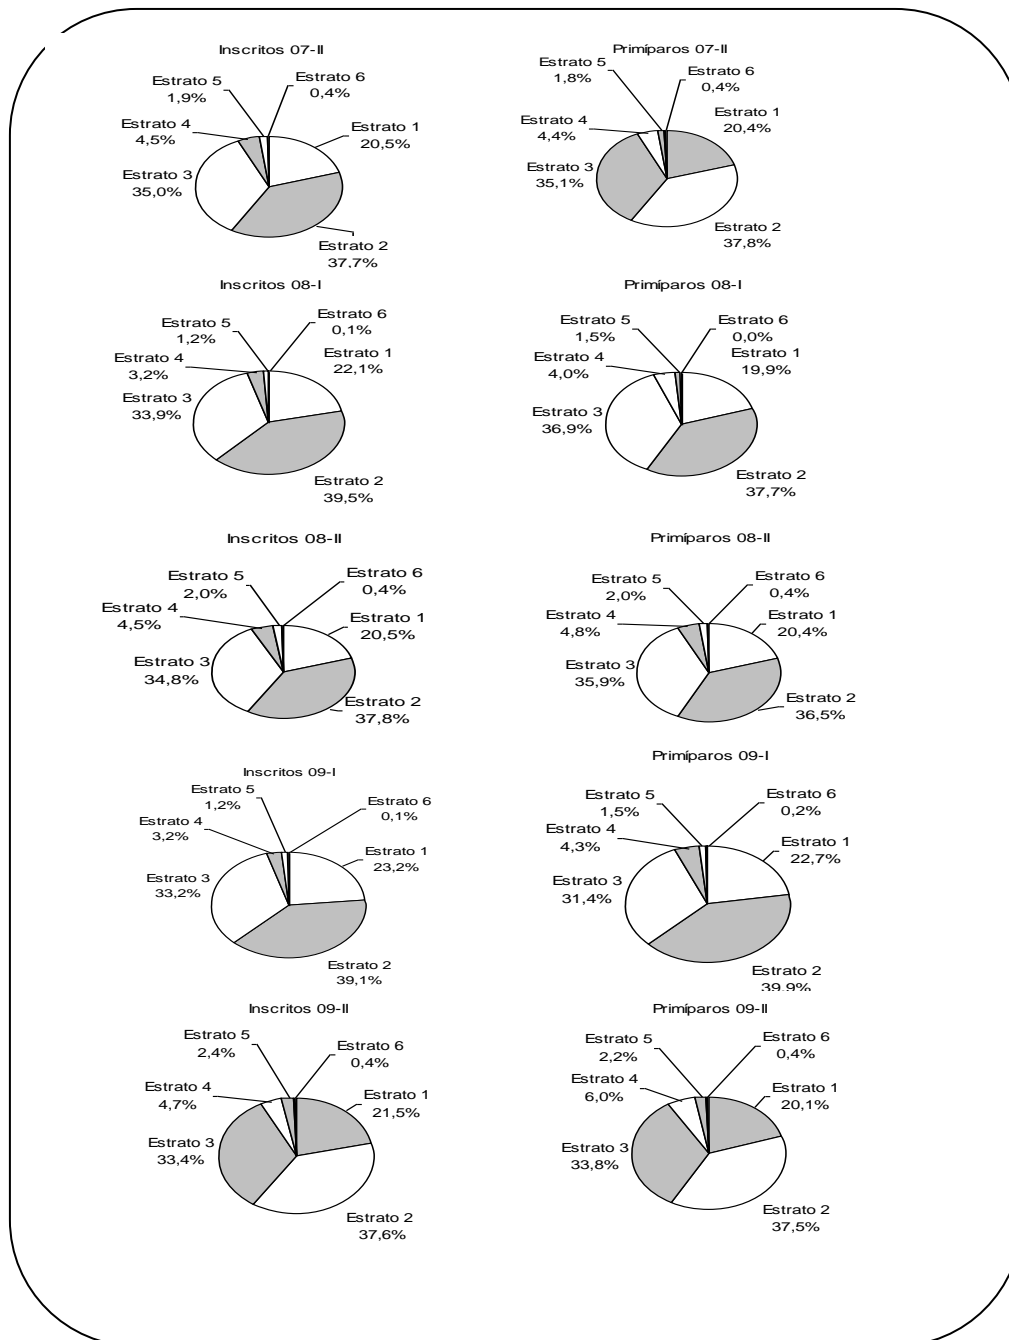 Inscritos 07-II
Estrato 5
1,9%
Estrato 6
0,4%
Estrato 4
4,5%
Estrato 1
20,5%
Estrato 3
35,0%
Estrato 2
37,7%
Primíparos 07-II
Estrato 5
1,8%
Estrato 6
0,4%
Estrato 4
4,4%
Estrato 1
20,4%
Estrato 3
35,1%
Estrato 2
37,8%
Inscritos 08-I
Estrato 5
1,2%
Estrato 6
0,1%
Estrato 4
3,2%
Estrato 1
22,1%
Estrato 3
33,9%
Estrato 2
39,5%
Primíparos 08-I
Estrato 5
1,5%
Estrato 6
0,0%
Estrato 4
4,0%
Estrato 1
19,9%
Estrato 3
36,9%
Estrato 2
37,7%
Inscritos 08-II
Estrato 5
2,0%
Estrato 6
0,4%
Estrato 4
4,5%
Estrato 1
20,5%
Estrato 3
34,8%
Estrato 2
37,8%
Primíparos 08-II
Estrato 5
2,0%
Estrato 6
0,4%
Estrato 4
4,8%
Estrato 1
20,4%
Estrato 3
35,9%
Estrato 2
36,5%
Inscritos 09-I
Estrato 5
1,2%
Estrato 6
0,1%
Estrato 4
3,2%
Estrato 1
23,2%
Estrato 3
33,2%
Estrato 2
39,1%
Primíparos 09-I
Estrato 5
1,5%
Estrato 6
0,2%
Estrato 4
4,3%
Estrato 1
22,7%
Estrato 3
31,4%
Estrato 2
39,9%
Inscritos 09-II
Estrato 5
2,4%
Estrato 6
0,4%
Estrato 4
4,7%
Estrato 1
21,5%
Estrato 3
33,4%
Estrato 2
37,6%
Primíparos 09-II
Estrato 5
2,2%
Estrato 6
0,4%
Estrato 4
6,0%
Estrato 1
20,1%
Estrato 3
33,8%
Estrato 2
37,5%